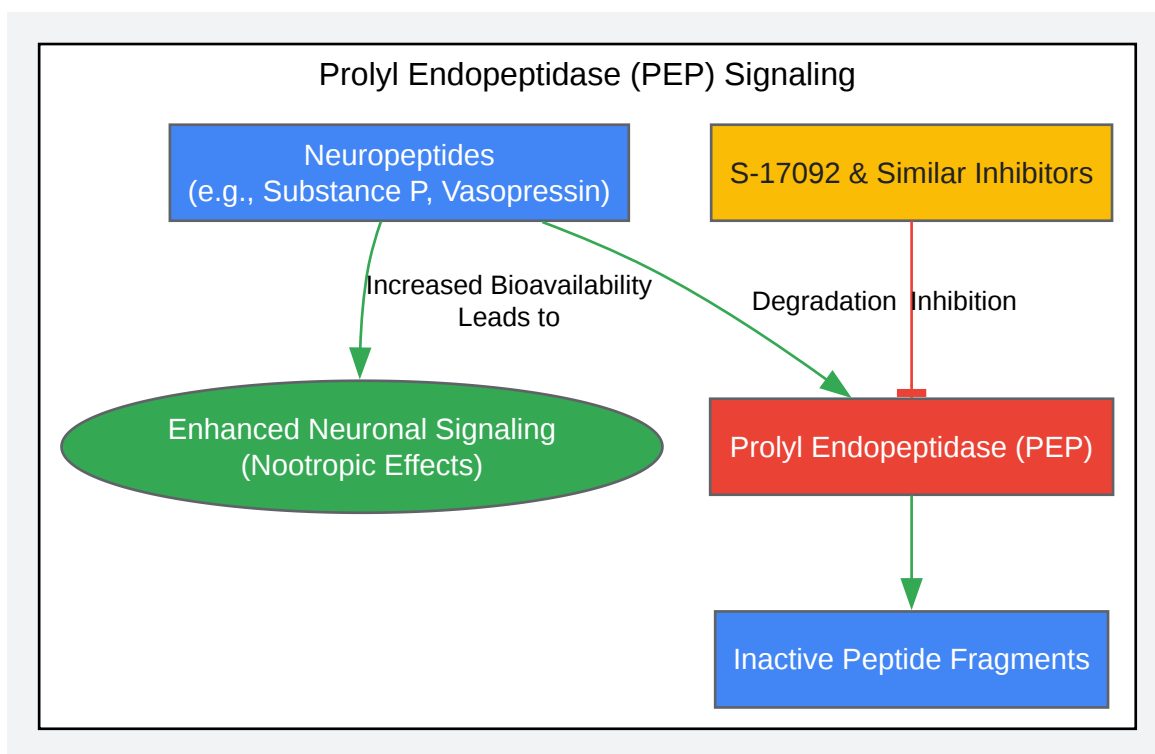 Prolyl Endopeptidase (PEP) Signaling
Neuropeptides
(e.g., Substance P, Vasopressin)
S-17092 & Similar Inhibitors
Increased Bioavailability
Leads to
Degradation
Inhibition
Enhanced Neuronal Signaling
(Nootropic Effects)
Prolyl Endopeptidase (PEP)
Inactive Peptide Fragments